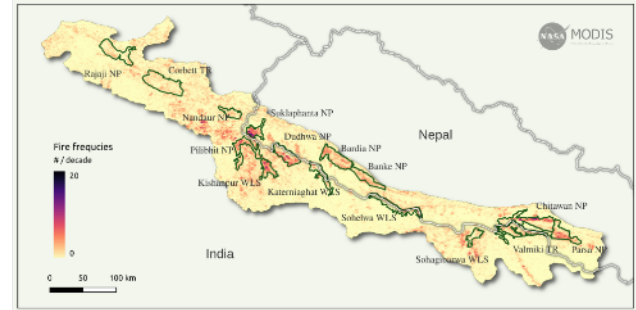 NASA MODIS
Rajaji NP
Corbett TR
Nandaur NP
Suklaphanta NP
Nepal
Dudhwa NP
Pilibhit NP
Bardia NP
Banke NP
Fire frequcies
# / decade
20
0
Kishanpur WLS
Katerniaghat WLS
Sohelwa WLS
Chitawan NP
India
Valmiki TR
Parsa NP
Sohagibarwa WLS
0 50 100 km